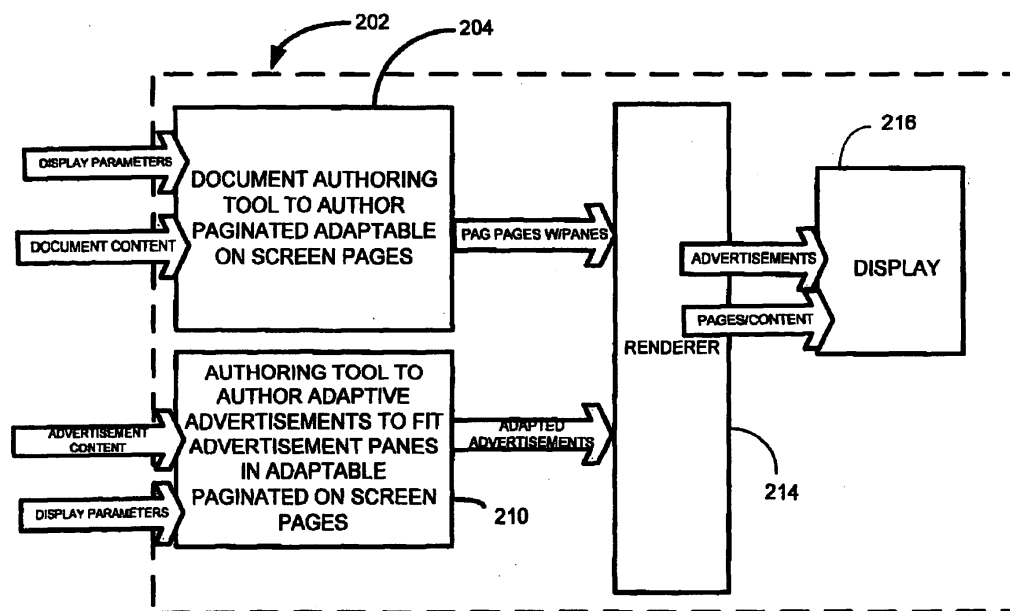 202
204
216
DISPLAY PARAMETERS
DOCUMENT CONTENT
DOCUMENT AUTHORING
TOOL TO AUTHOR
PAGINATED ADAPTABLE
ON SCREEN PAGES
PAG PAGES W/PANES
ADVERTISEMENTS
PAGES/CONTENT
DISPLAY
RENDERER
ADVERTISEMENT
CONTENT
DISPLAY PARAMETERS
AUTHORING TOOL TO
AUTHOR ADAPTIVE
ADVERTISEMENTS TO FIT
ADVERTISEMENT PANES
IN ADAPTABLE
PAGINATED ON SCREEN
PAGES
ADAPTED
ADVERTISEMENTS
210
214